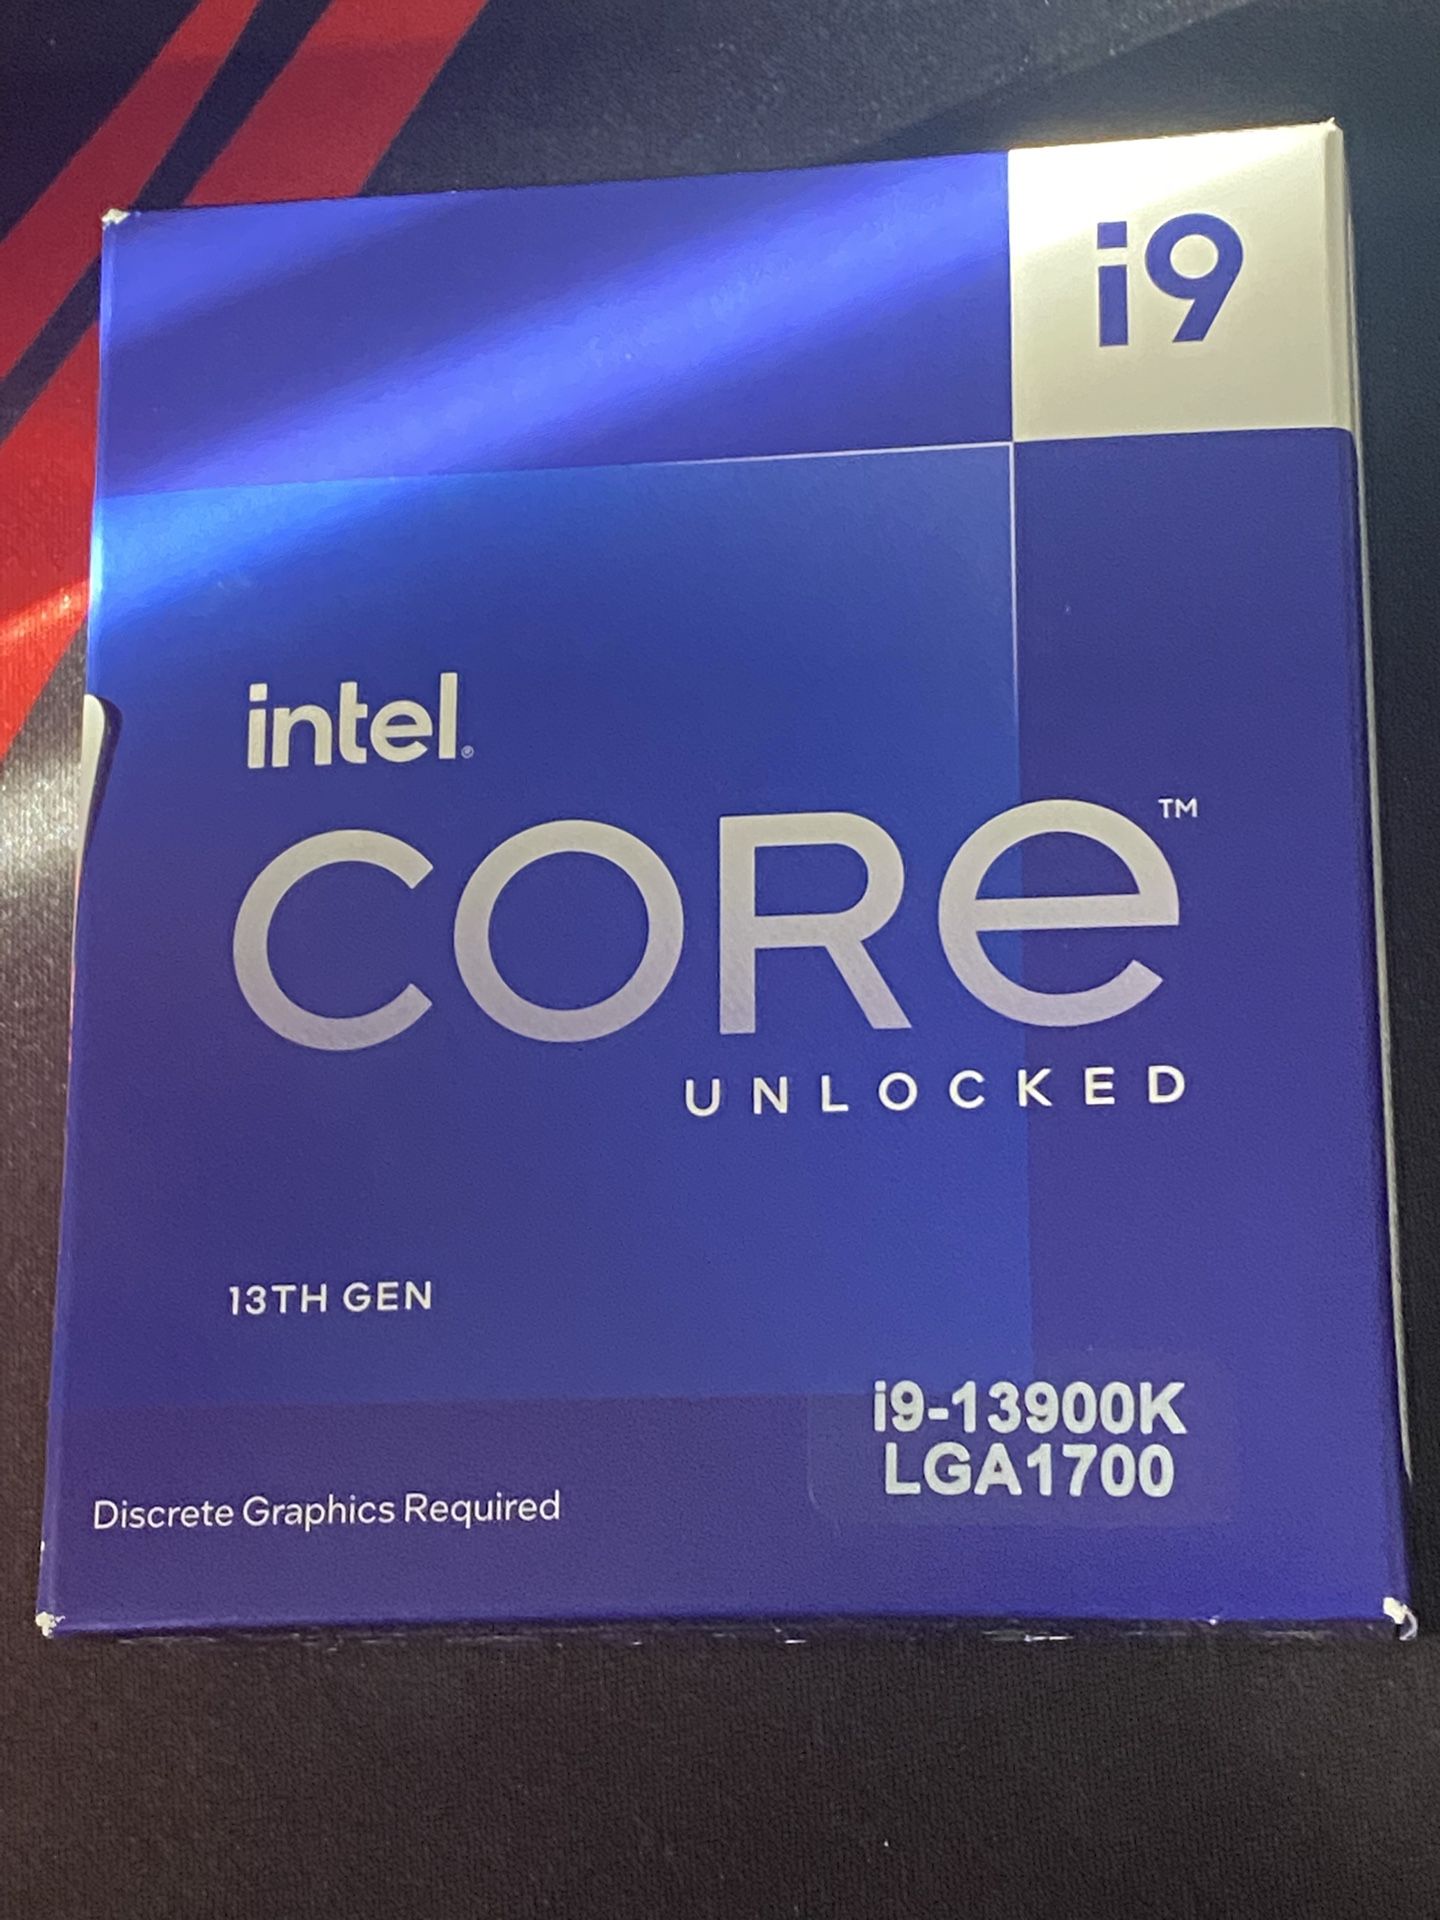 i9
intel®
CORe™
UNLOCKED
13TH GEN
i9-13900K
LGA1700
Discrete Graphics Required